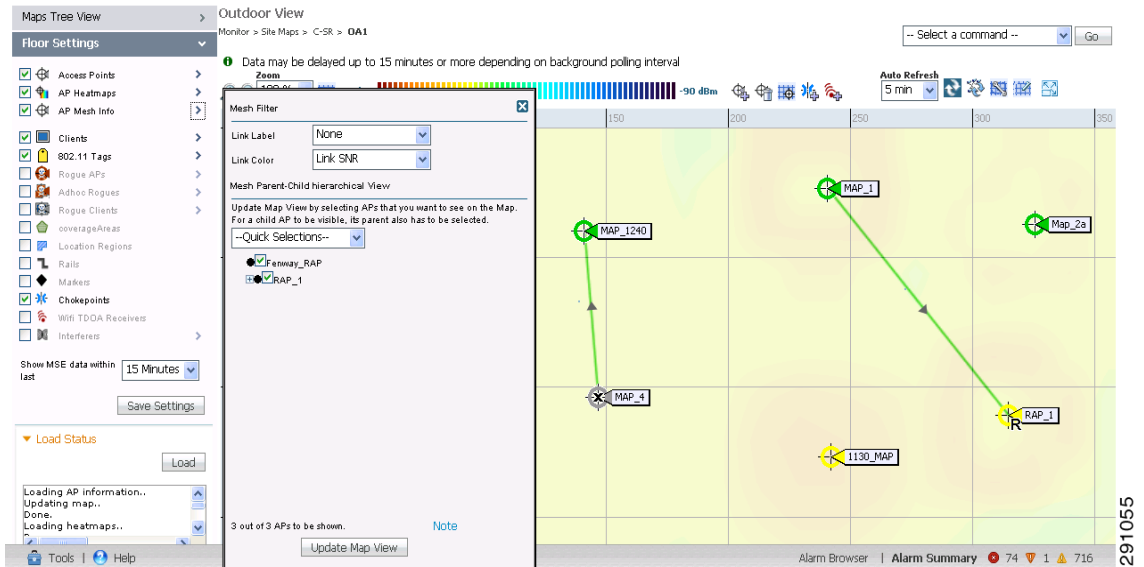 Maps Tree View
Floor Settings
Access Points
AP Heatmaps
AP Mesh Info
Clients
802.11 Tags
Rogue APs
Adhoc Rogues
Rogue Clients
coverageAreas
Location Regions
Rails
Markers
Chokepoints
Wifi TDOA Receivers
Interferers
Show MSE data within
last
15 Minutes
Save Settings
Load Status
Load
Loading AP information..
Updating map..
Done.
Loading heatmaps..
Outdoor View
Monitor > Site Maps > C-SR > OA1
-- Select a command --
Go
Data may be delayed up to 15 minutes or more depending on background polling interval
Zoom
-90 dBm
Auto Refresh
5 min
150
200
250
300
350
Mesh Filter
Link Label
None
Link Color
Link SNR
Mesh Parent-Child hierarchical View
Update Map View by selecting APs that you want to see on the Map.
For a child AP to be visible, its parent also has to be selected.
--Quick Selections--
Fenway_RAP
RAP_1
3 out of 3 APs to be shown.
Note
Update Map View
MAP_1
MAP_1240
Map_2a
MAP_4
RAP_1
R
1130_MAP
Tools | Help
Alarm Browser | Alarm Summary 74 1 716
291055